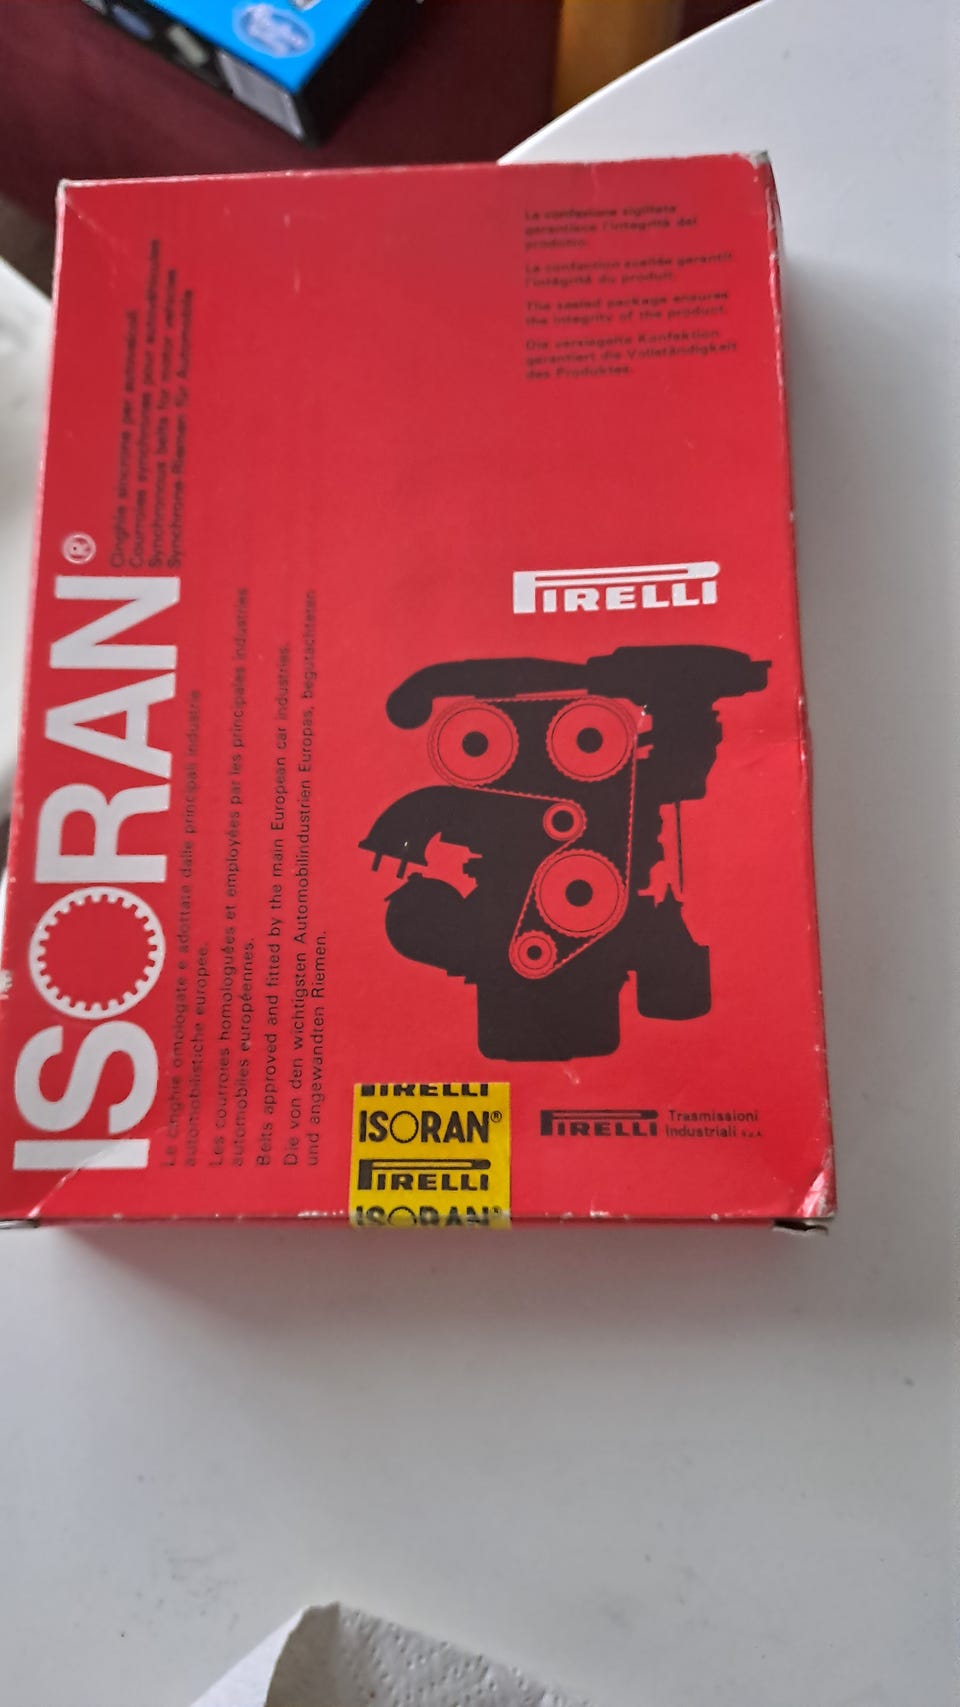 La confezione sigillata
garantisce l'integrità del
prodotto.
La confection scellée garantit
l'intégrité du produit.
The sealed package ensures
the integrity of the product.
Die versiegelte Konfektion
garantiert die Vollständigkeit
des Produktes.
ISORAN®
Cinghie sincrone per autoveicoli
Courroies synchrones pour autovéhicules
Synchronous belts for motor vehicles
Synchrone-Riemen für Automobile
Le cinghie omologate e adottate dalle principali industrie
automobilistiche europee.
Les courroies homologuées et employées par les principales industries
automobiles européennes.
Belts approved and fitted by the main European car industries.
Die von den wichtigsten Automobilindustrien Europas, begutachteten
und angewandten Riemen.
PIRELLI
PIRELLI
ISORAN®
PIRELLI
ISORAN®
PIRELLI Trasmissioni
Industriali s.p.A.